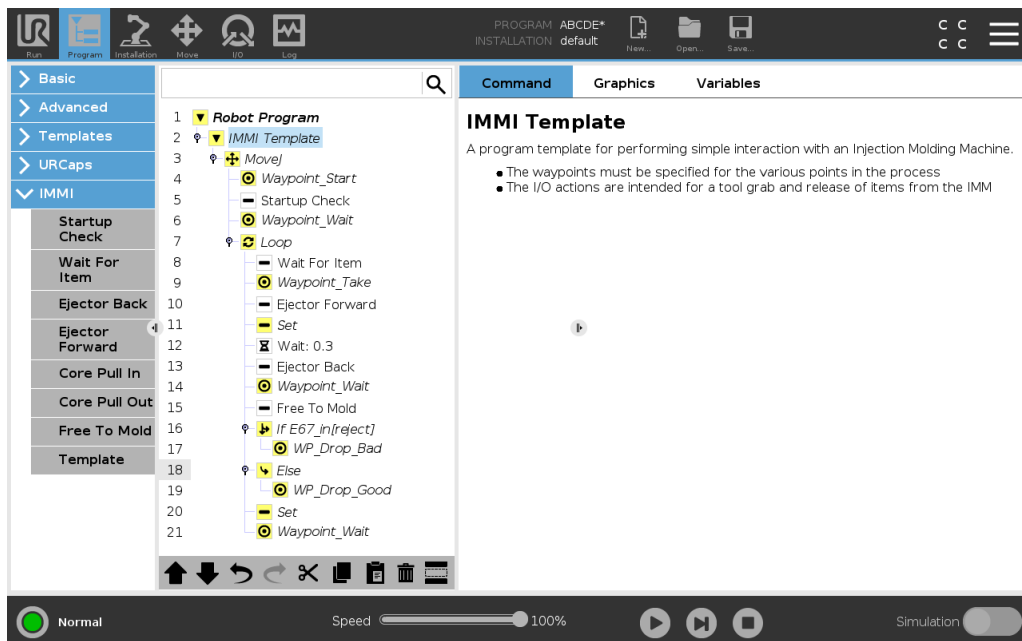 UR
PROGRAM ABCDE*
INSTALLATION default
C C
C C
Run
Program
Installation
Move
I/O
Log
New...
Open...
Save...
Basic
Advanced
Templates
URCaps
IMMI
Startup
Check
Wait For
Item
Ejector Back
Ejector
Forward
Core Pull In
Core Pull Out
Free To Mold
Template
1 Robot Program
2 IMMI Template
3 MoveJ
4 Waypoint_Start
5 Startup Check
6 Waypoint_Wait
7 Loop
8 Wait For Item
9 Waypoint_Take
10 Ejector Forward
11 Set
12 Wait: 0.3
13 Ejector Back
14 Waypoint_Wait
15 Free To Mold
16 If E67_in[reject]
17 WP_Drop_Bad
18 Else
19 WP_Drop_Good
20 Set
21 Waypoint_Wait
Command Graphics Variables
IMMI Template
A program template for performing simple interaction with an Injection Molding Machine.
• The waypoints must be specified for the various points in the process
• The I/O actions are intended for a tool grab and release of items from the IMM
Normal
Speed 100%
Simulation